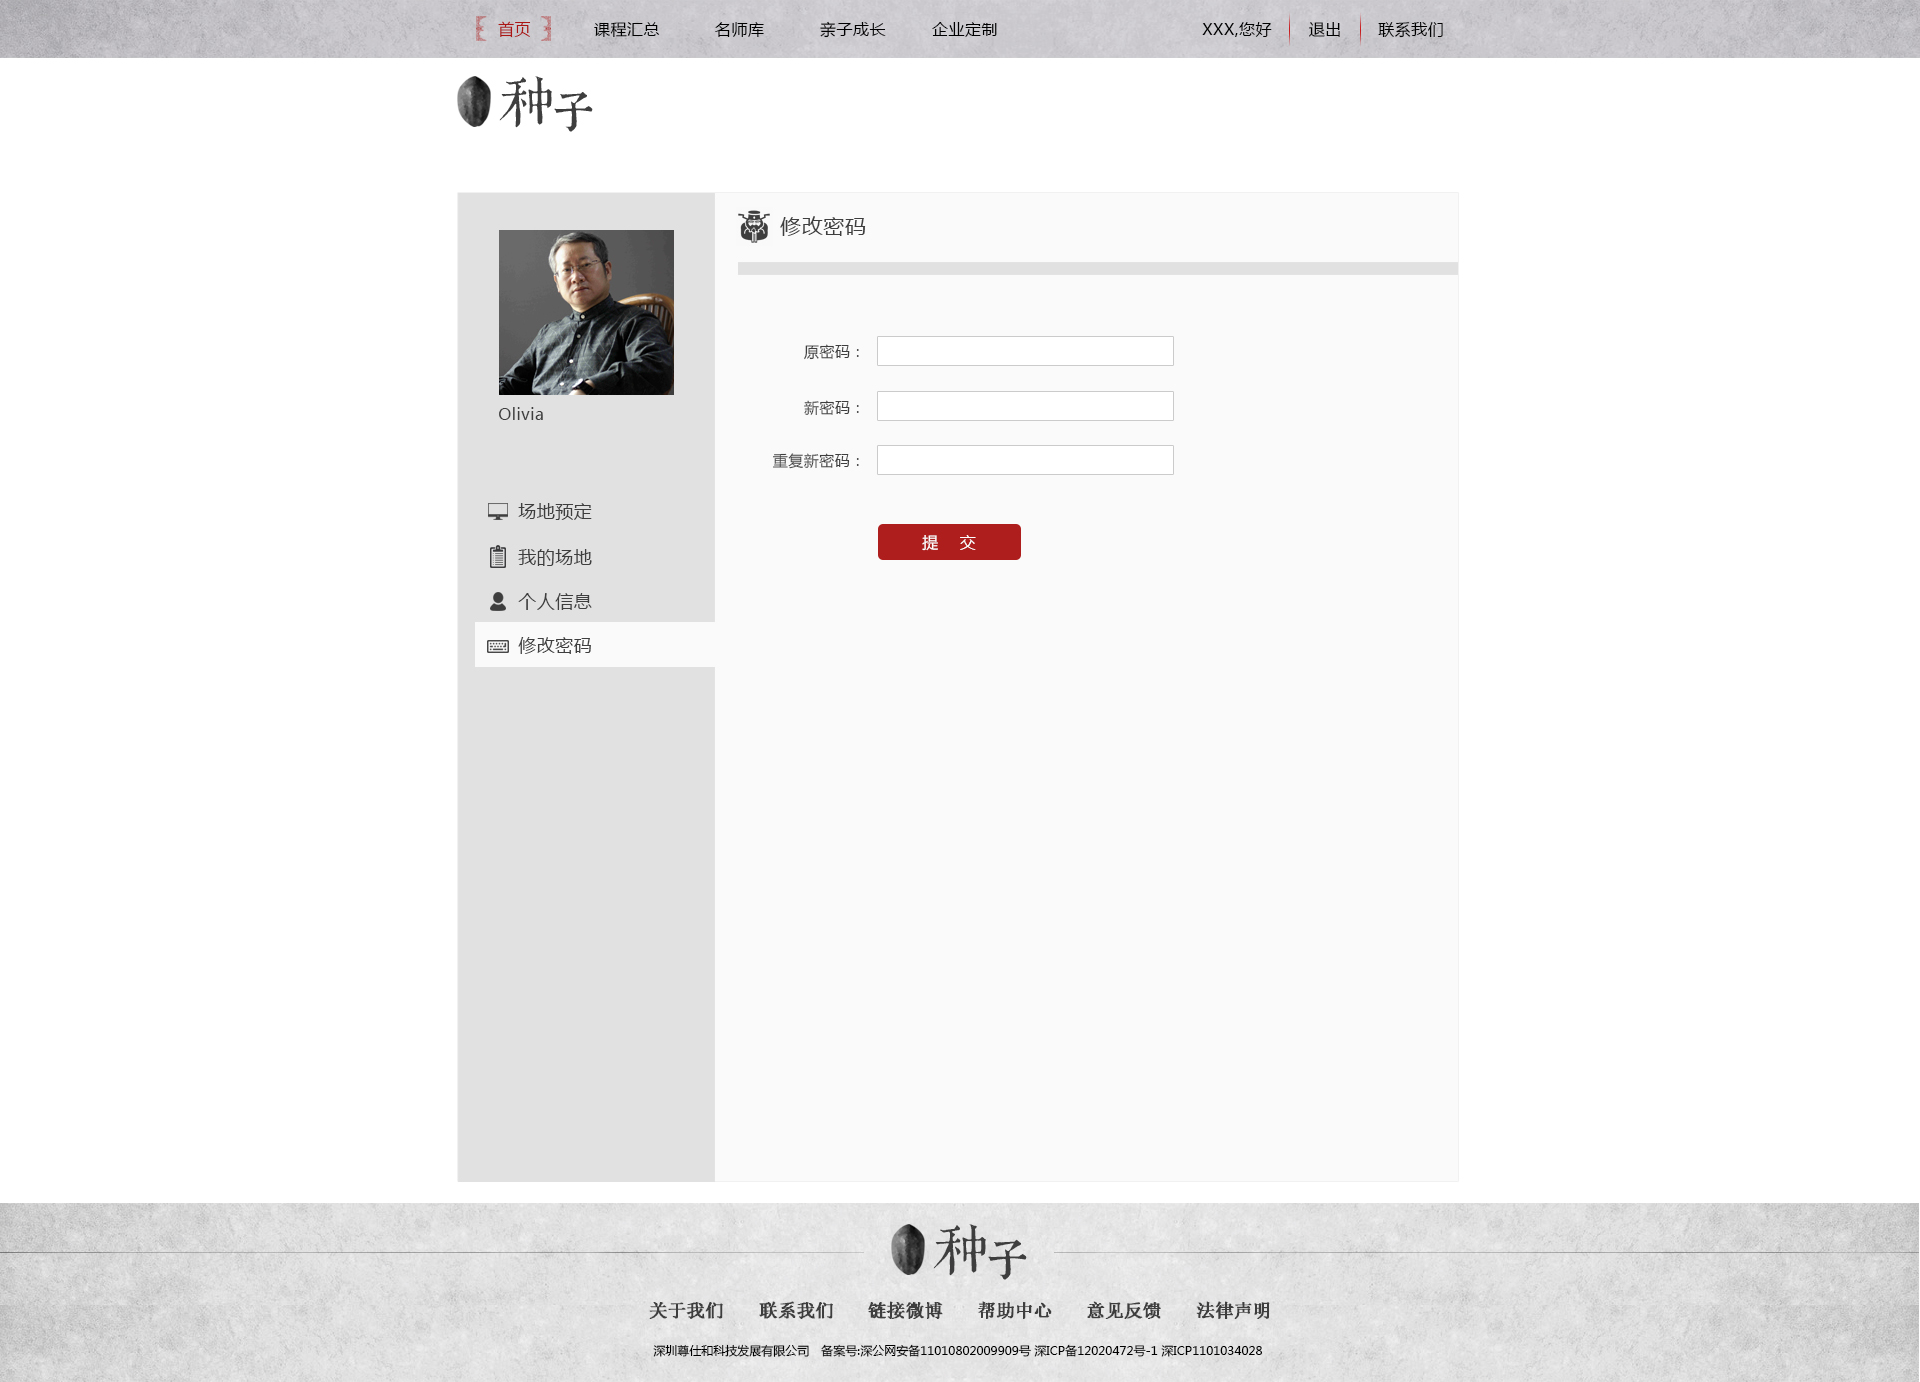 首页 课程汇总 名师库 亲子成长 企业定制 XXX,您好 退出 联系我们
种子
修改密码
Olivia
原密码：
新密码：
重复新密码：
提 交
场地预定
我的场地
个人信息
修改密码
种子
关于我们 联系我们 链接微博 帮助中心 意见反馈 法律声明
深圳尊仕和科技发展有限公司 备案号:深公网安备11010802009909号 深ICP备12020472号-1 深ICP1101034028